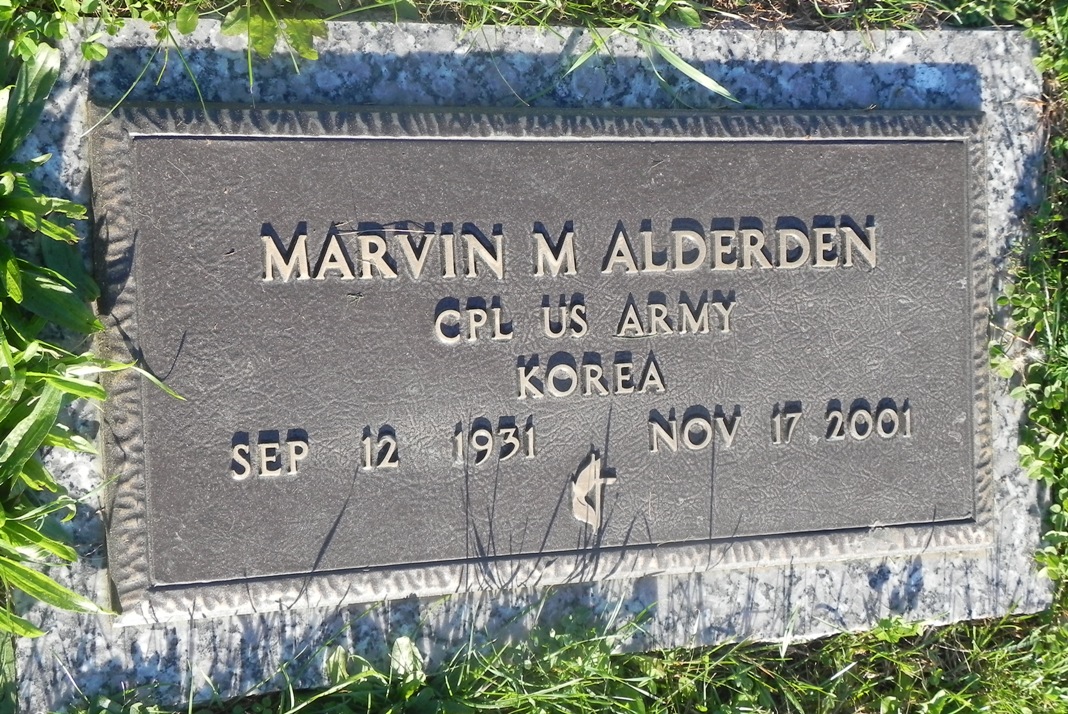 MARVIN M ALDERDEN
CPL US ARMY
KOREA
SEP 12 1931 NOV 17 2001